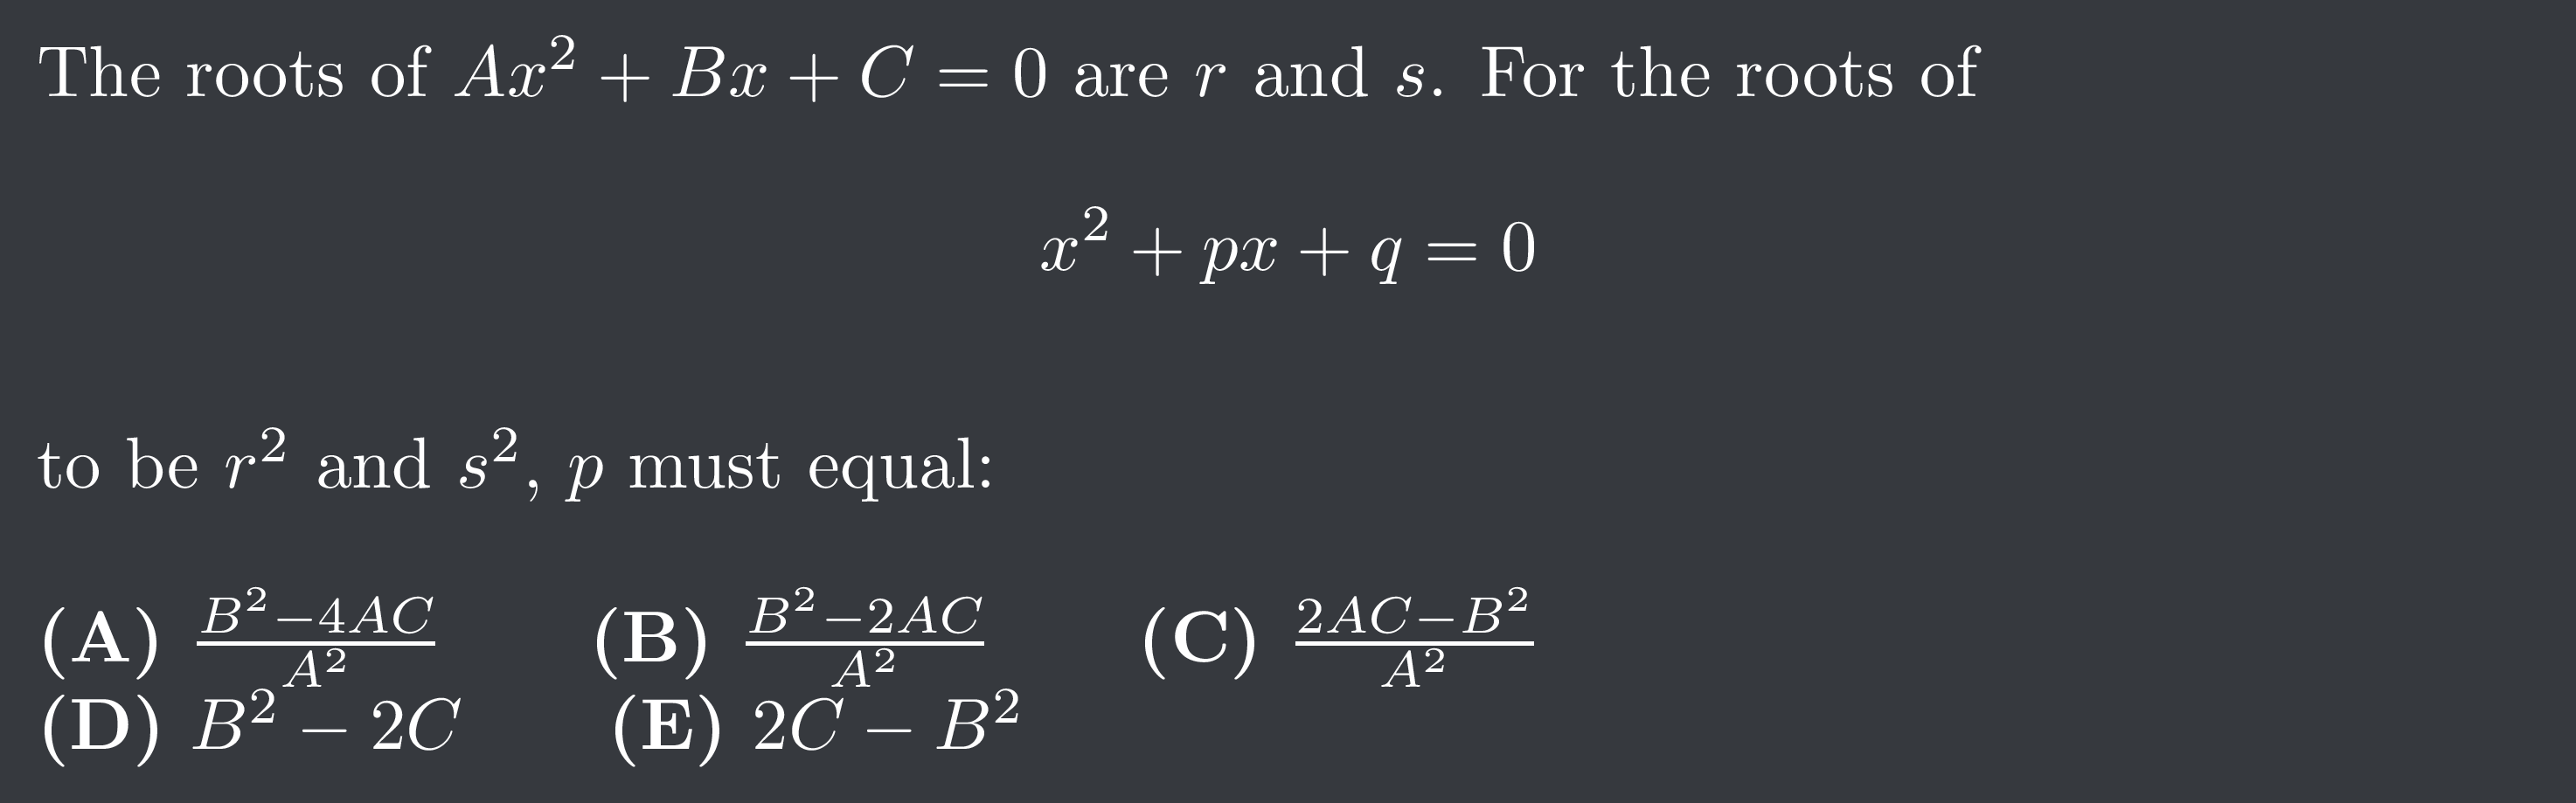 The roots of $Ax^2 + Bx + C = 0$ are $r$ and $s$. For the roots of
$x^2 + px + q = 0$
to be $r^2$ and $s^2$, $p$ must equal:
(A) $\frac{B^2-4AC}{A^2}$ (B) $\frac{B^2-2AC}{A^2}$ (C) $\frac{2AC-B^2}{A^2}$
(D) $B^2 - 2C$ (E) $2C - B^2$